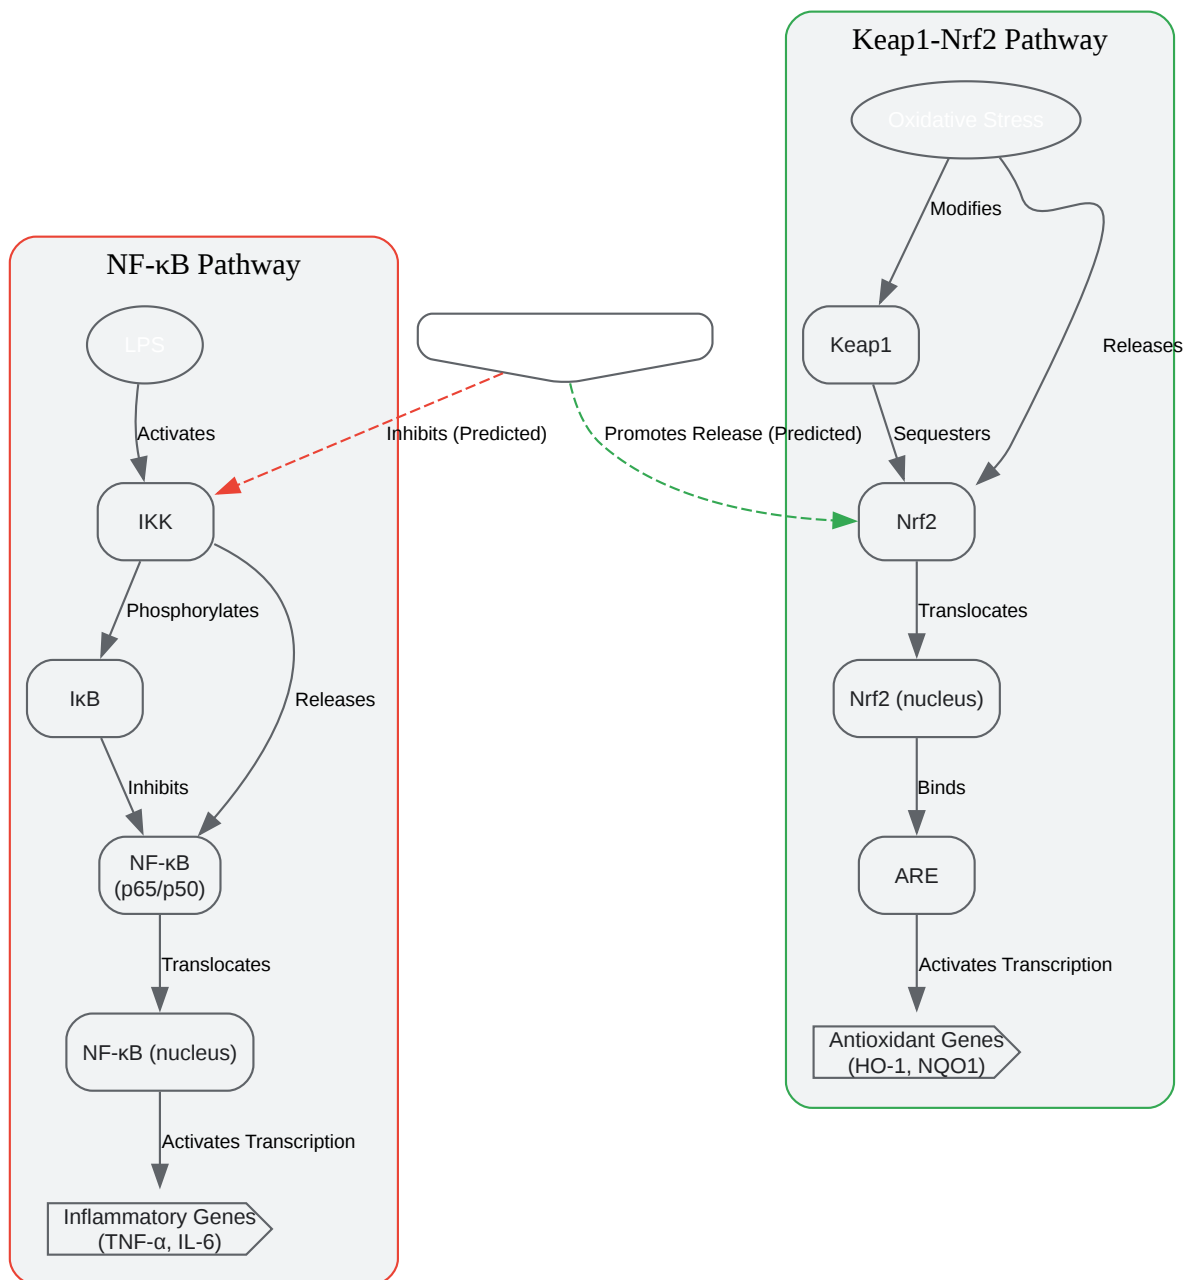 Keap1-Nrf2 Pathway
Oxidative Stress
Modifies
Releases
Keap1
Sequesters
Nrf2
Translocates
Nrf2 (nucleus)
Binds
ARE
Activates Transcription
Antioxidant Genes
(HO-1, NQO1)
Inhibits (Predicted)
Promotes Release (Predicted)
NF-κB Pathway
LPS
Activates
IKK
Phosphorylates
Releases
IκB
Inhibits
NF-κB
(p65/p50)
Translocates
NF-κB (nucleus)
Activates Transcription
Inflammatory Genes
(TNF-α, IL-6)